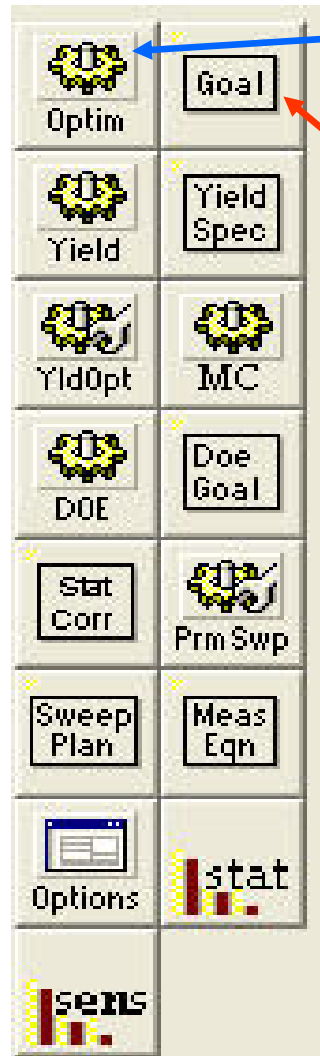 Optim
Goal
Yield
Yield
Spec
YldOpt
MC
DOE
Doe
Goal
Stat
Corr
Prm Swp
Sweep
Plan
Meas
Eqn
Options
stat
sens